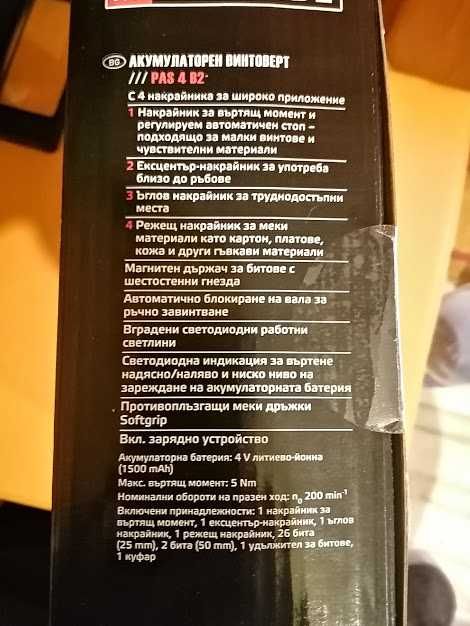 BG АКУМУЛАТОРЕН ВИНТОВЕРТ
/// PAS 4 B2
С 4 накрайника за широко приложение
1 Накрайник за въртящ момент и
регулируем автоматичен стоп –
подходящо за малки винтове и
чувствителни материали
2 Ексцентър-накрайник за употреба
близо до ръбове
3 Ъглов накрайник за труднодостъпни
места
4 Режещ накрайник за меки
материали като картон, платове,
кожа и други гъвкави материали
Магнитен държач за битове с
шестостенни гнезда
Автоматично блокиране на вала за
ръчно завинтване
Вградени светодиодни работни
светлини
Светодиодна индикация за въртене
надясно/наляво и ниско ниво на
зареждане на акумулаторната батерия
Противоплъзгащи меки дръжки
Softgrip
Вкл. зарядно устройство
Акумулаторна батерия: 4 V литиево-йонна
(1500 mAh)
Макс. въртящ момент: 5 Nm
Номинални обороти на празен ход: n₀ 200 min⁻¹
Включени принадлежности: 1 накрайник за
въртящ момент, 1 ексцентър-накрайник, 1 ъглов
накрайник, 1 режещ накрайник, 26 бита
(25 mm), 2 бита (50 mm), 1 удължител за битове,
1 куфар